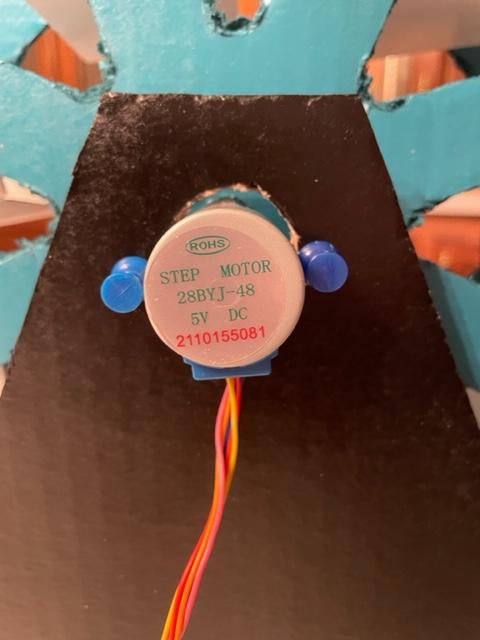 ROHS
STEP MOTOR
28BYJ-48
5V DC
2110155081